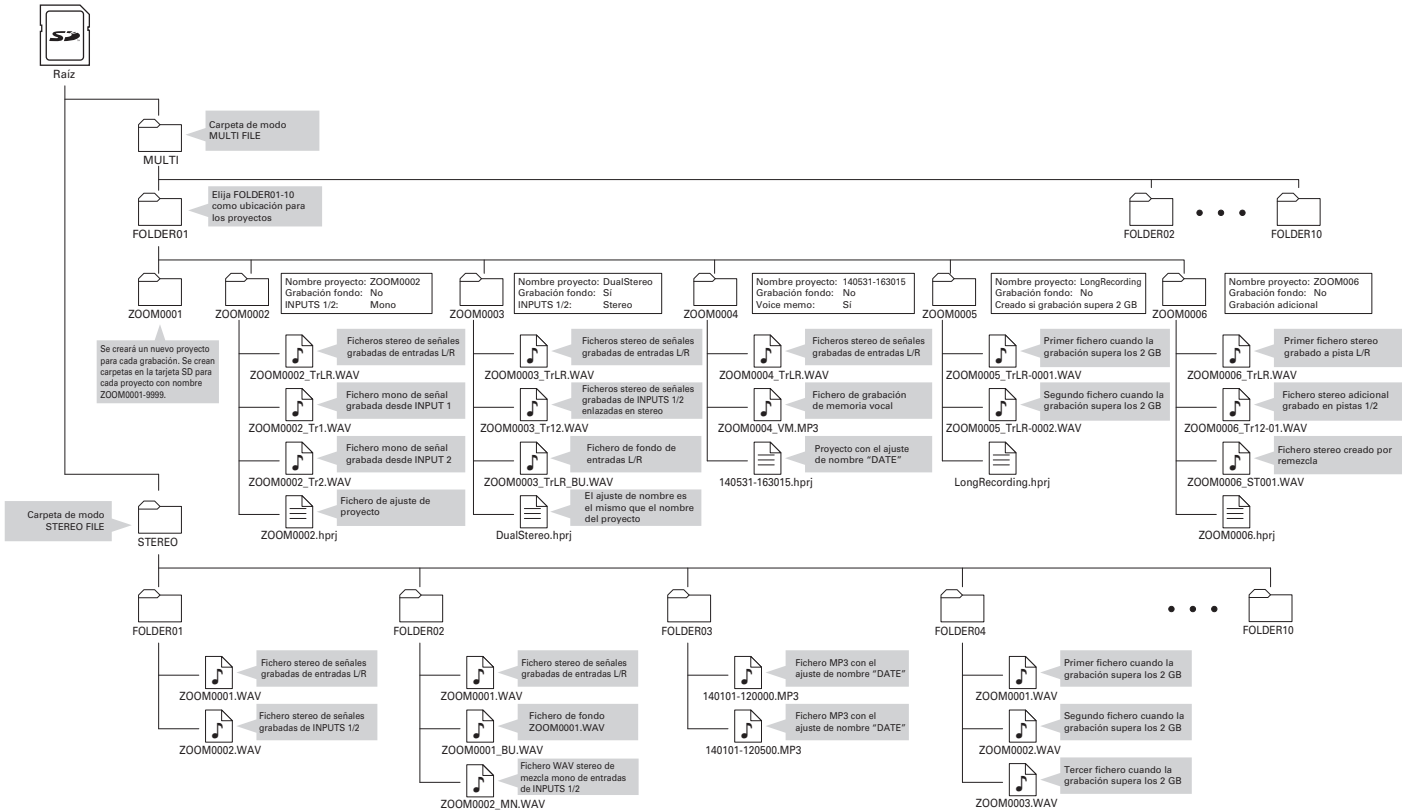 SD
Raíz
Carpeta de modo
MULTI FILE
MULTI
Elija FOLDER01-10
como ubicación para
los proyectos
FOLDER01
FOLDER02
• • •
FOLDER10
ZOOM0001
Se creará un nuevo proyecto
para cada grabación. Se crean
carpetas en la tarjeta SD para
cada proyecto con nombre
ZOOM0001-9999.
ZOOM0002
Nombre proyecto: ZOOM0002
Grabación fondo: No
INPUTS 1/2: Mono
Ficheros stereo de señales
grabadas de entradas L/R
ZOOM0002_TrLR.WAV
Fichero mono de señal
grabada desde INPUT 1
ZOOM0002_Tr1.WAV
Fichero mono de señal
grabada desde INPUT 2
ZOOM0002_Tr2.WAV
Fichero de ajuste de
proyecto
ZOOM0002.hprj
ZOOM0003
Nombre proyecto: DualStereo
Grabación fondo: Sí
INPUTS 1/2: Stereo
Ficheros stereo de señales
grabadas de entradas L/R
ZOOM0003_TrLR.WAV
Ficheros stereo de señales
grabadas de INPUTS 1/2
enlazadas en stereo
ZOOM0003_Tr12.WAV
Fichero de fondo de
entradas L/R
ZOOM0003_TrLR_BU.WAV
El ajuste de nombre es
el mismo que el nombre
del proyecto
DualStereo.hprj
ZOOM0004
Nombre proyecto: 140531-163015
Grabación fondo: No
Voice memo: Sí
Ficheros stereo de señales
grabadas de entradas L/R
ZOOM0004_TrLR.WAV
Fichero de grabación
de memoria vocal
ZOOM0004_VM.MP3
Proyecto con el ajuste
de nombre “DATE”
140531-163015.hprj
ZOOM0005
Nombre proyecto: LongRecording
Grabación fondo: No
Creado si grabación supera 2 GB
Primer fichero cuando la
grabación supera los 2 GB
ZOOM0005_TrLR-0001.WAV
Segundo fichero cuando la
grabación supera los 2 GB
ZOOM0005_TrLR-0002.WAV
LongRecording.hprj
ZOOM0006
Nombre proyecto: ZOOM006
Grabación fondo: No
Grabación adicional
Primer fichero stereo
grabado a pista L/R
ZOOM0006_TrLR.WAV
Fichero stereo adicional
grabado en pistas 1/2
ZOOM0006_Tr12-01.WAV
Fichero stereo creado por
remezcla
ZOOM0006_ST001.WAV
ZOOM0006.hprj
Carpeta de modo
STEREO FILE
STEREO
FOLDER01
Fichero stereo de señales
grabadas de entradas L/R
ZOOM0001.WAV
Fichero stereo de señales
grabadas de INPUTS 1/2
ZOOM0002.WAV
FOLDER02
Fichero stereo de señales
grabadas de entradas L/R
ZOOM0001.WAV
Fichero de fondo
ZOOM0001.WAV
ZOOM0001_BU.WAV
Fichero WAV stereo de
mezcla mono de entradas
de INPUTS 1/2
ZOOM0002_MN.WAV
FOLDER03
Fichero MP3 con el
ajuste de nombre “DATE”
140101-120000.MP3
Fichero MP3 con el
ajuste de nombre “DATE”
140101-120500.MP3
FOLDER04
Primer fichero cuando la
grabación supera los 2 GB
ZOOM0001.WAV
Segundo fichero cuando la
grabación supera los 2 GB
ZOOM0002.WAV
Tercer fichero cuando la
grabación supera los 2 GB
ZOOM0003.WAV
• • •
FOLDER10